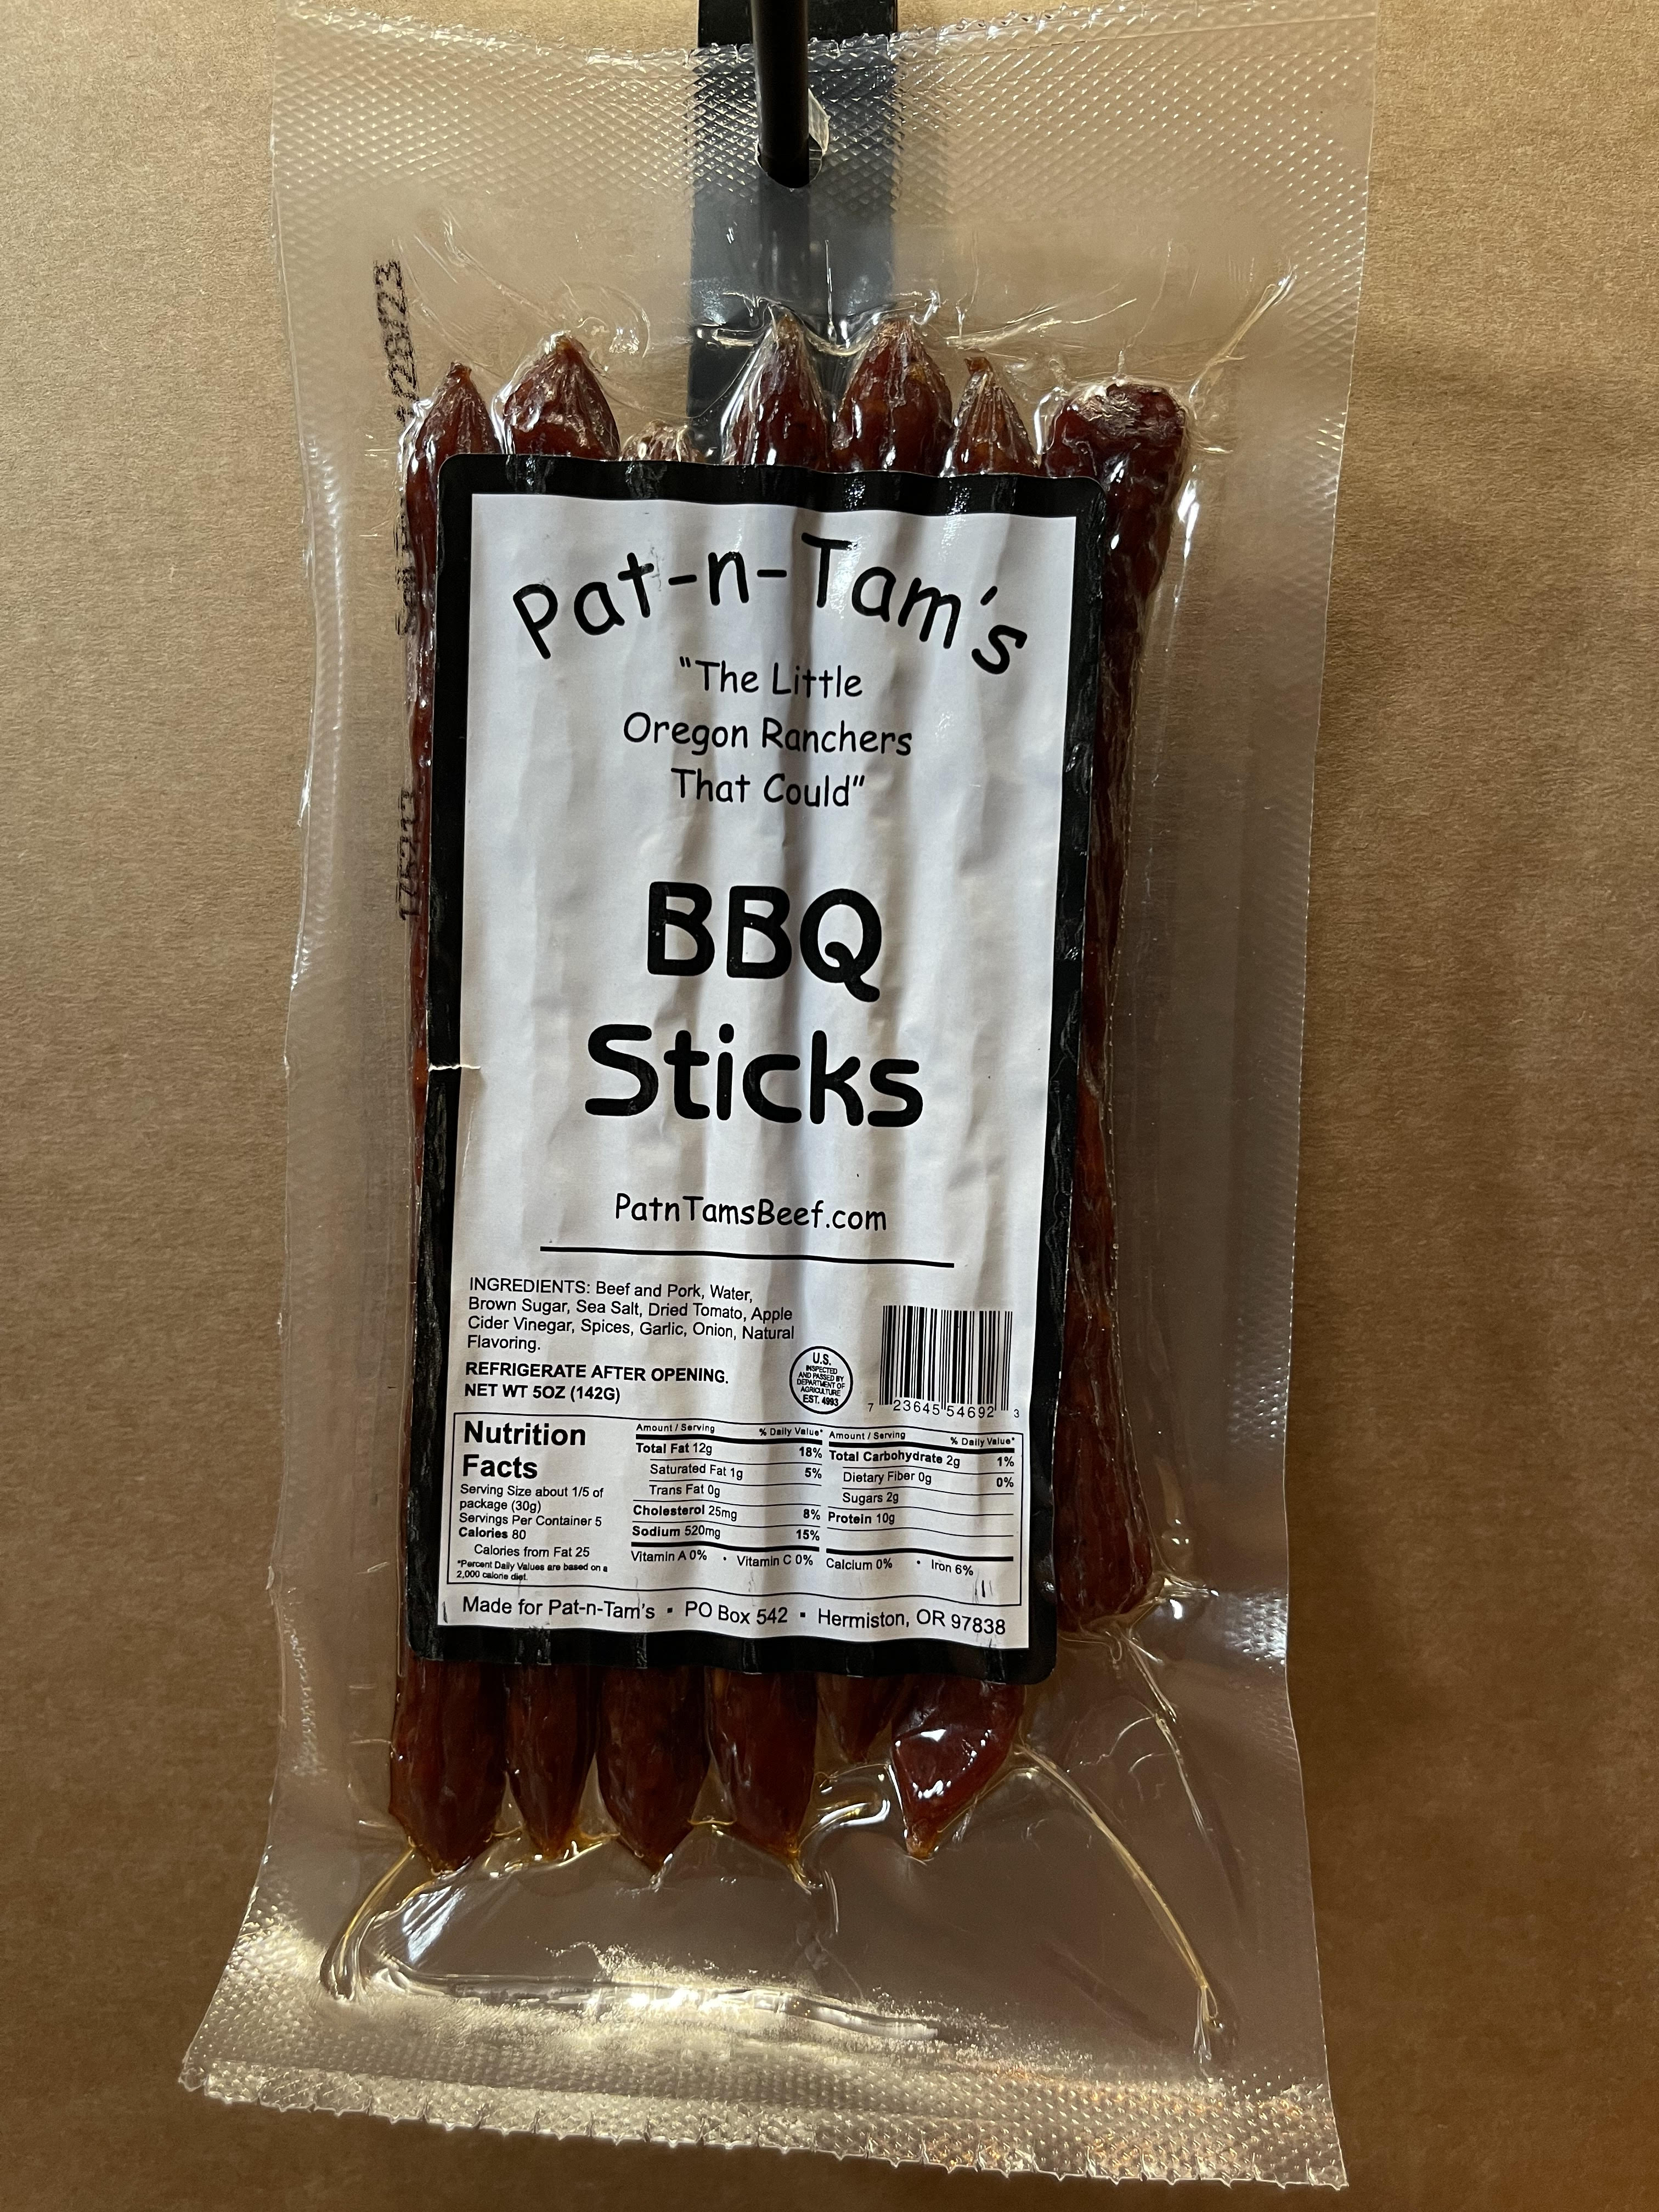 Pat-n-Tam's
"The Little
Oregon Ranchers
That Could"
BBQ
Sticks
PatnTamsBeef.com
INGREDIENTS: Beef and Pork, Water,
Brown Sugar, Sea Salt, Dried Tomato, Apple
Cider Vinegar, Spices, Garlic, Onion, Natural
Flavoring.
REFRIGERATE AFTER OPENING.
NET WT 5OZ (142G)
U.S.
INSPECTED
AND PASSED BY
DEPARTMENT OF
AGRICULTURE
EST. 4993
7 23645 54692 3
Nutrition
Facts
Serving Size about 1/5 of
package (30g)
Servings Per Container 5
Calories 80
Calories from Fat 25
*Percent Daily Values are based on a
2,000 calorie diet.
Amount / Serving % Daily Value*
Total Fat 12g 18%
Saturated Fat 1g 5%
Trans Fat 0g
Cholesterol 25mg 8%
Sodium 520mg 15%
Amount / Serving % Daily Value*
Total Carbohydrate 2g 1%
Dietary Fiber 0g 0%
Sugars 2g
Protein 10g
Vitamin A 0% • Vitamin C 0% Calcium 0% • Iron 6%
Made for Pat-n-Tam's ▪ PO Box 542 ▪ Hermiston, OR 97838